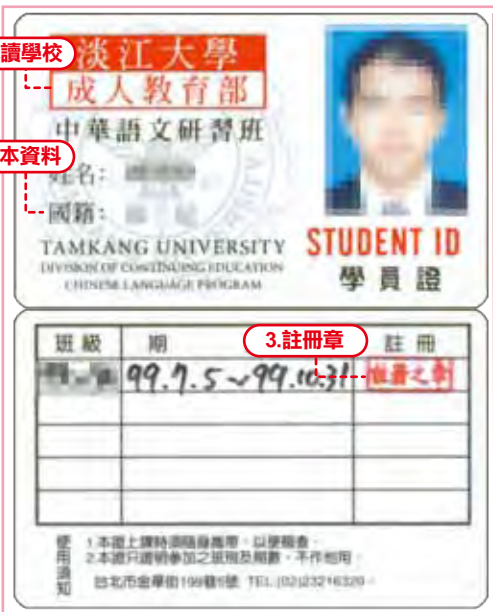 讀學校
淡江大學
成人教育部
中華語文研習班
本資料
姓名:
國籍:
TAMKANG UNIVERSITY
DIVISION OF CONTINUING EDUCATION
CHINESE LANGUAGE PROGRAM
STUDENT ID
學員證
班級 期 3.註冊章 註冊
99.7.5~99.10.31 註冊之章
使用須知
1.本證上課時須隨身攜帶,以便稽查。
2.本證只證明參加之班別及期數,不作他用。
台北市金華街199巷5號 TEL:(02)23216320